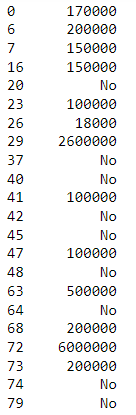 0 170000
6 200000
7 150000
16 150000
20 No
23 100000
26 18000
29 2600000
37 No
40 No
41 100000
42 No
45 No
47 100000
48 No
63 500000
64 No
68 200000
72 6000000
73 200000
74 No
79 No